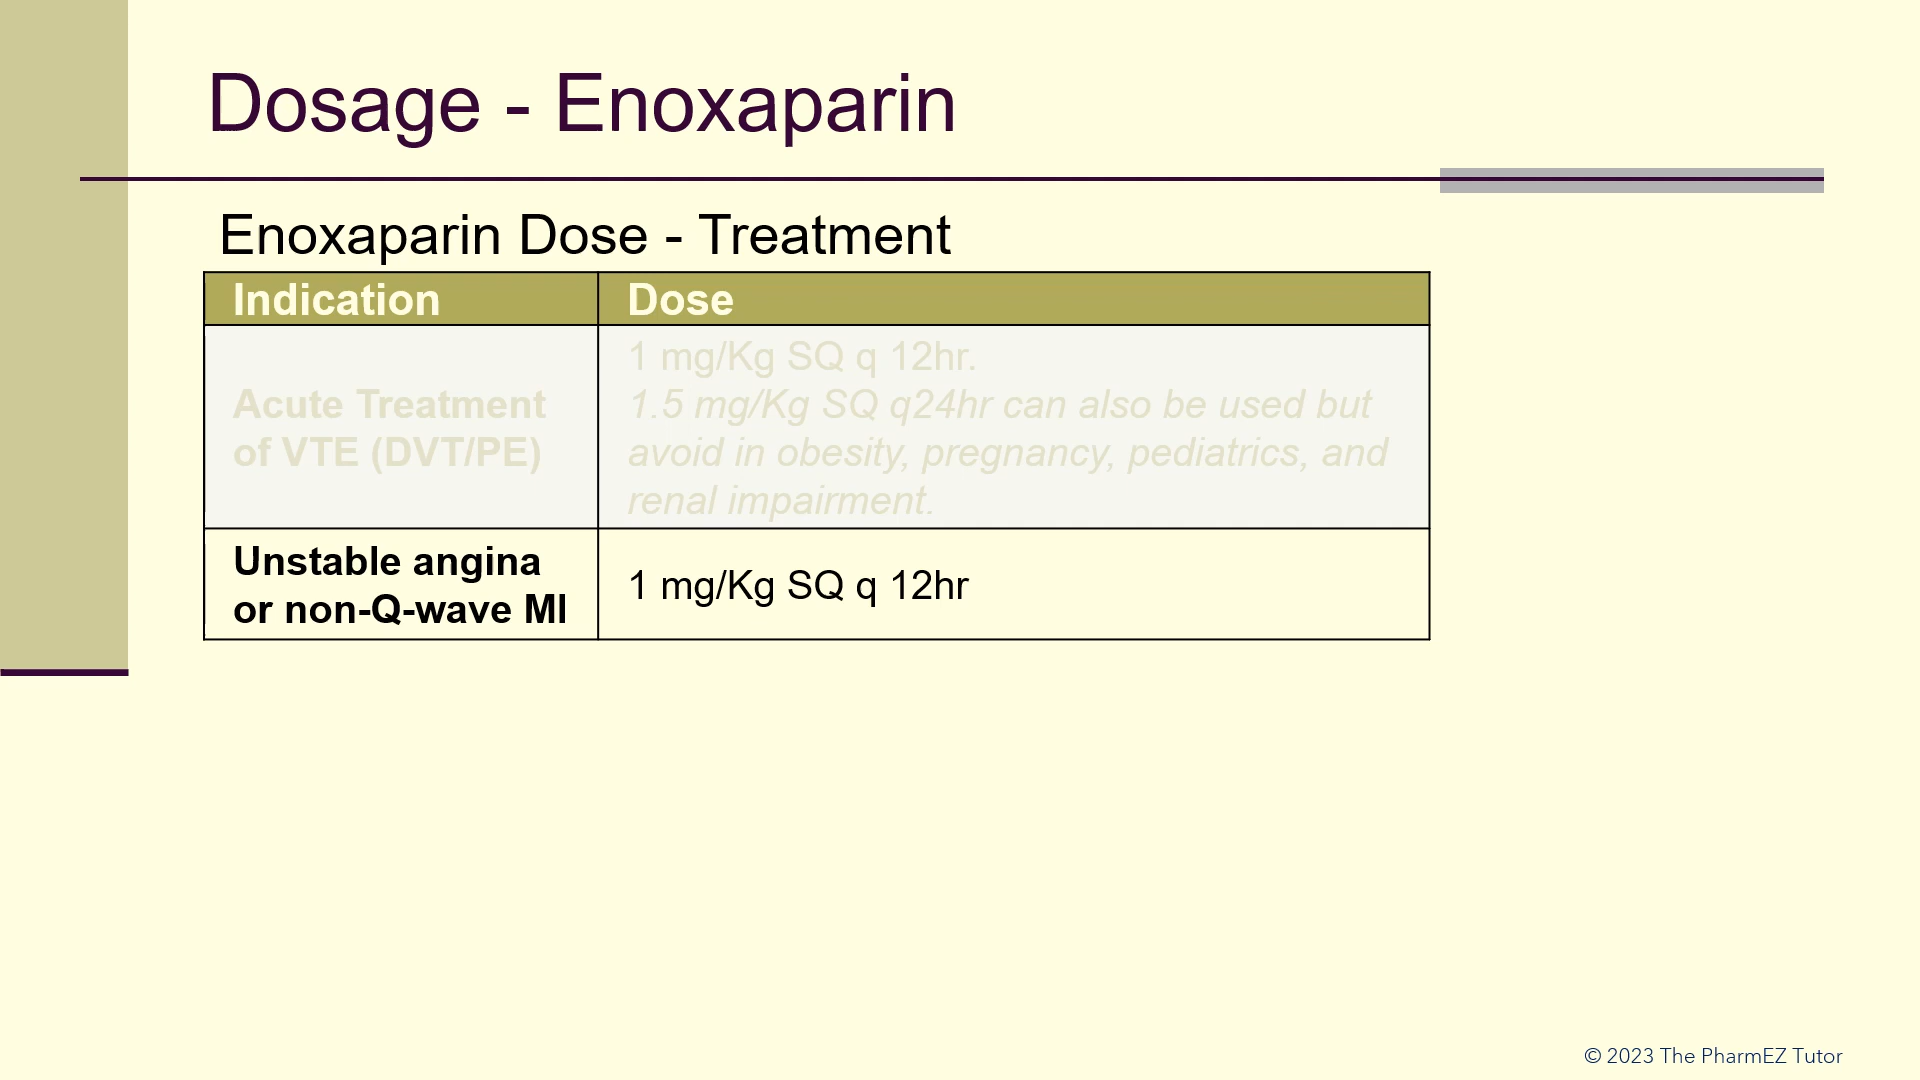 Dosage - Enoxaparin
Enoxaparin Dose - Treatment
Indication
Dose
Acute Treatment
of VTE (DVT/PE)
1 mg/Kg SQ q 12hr.
1.5 mg/Kg SQ q24hr can also be used but
avoid in obesity, pregnancy, pediatrics, and
renal impairment.
Unstable angina
or non-Q-wave MI
1 mg/Kg SQ q 12hr
© 2023 The PharmEZ Tutor